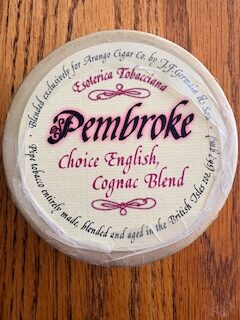 Blended exclusively for Arango Cigar Co. by J.F. Germain & Son
Esoterica Tobacciana
Pembroke
Choice English,
Cognac Blend
Pipe tobacco entirely made, blended and aged in the British Isles 2oz.